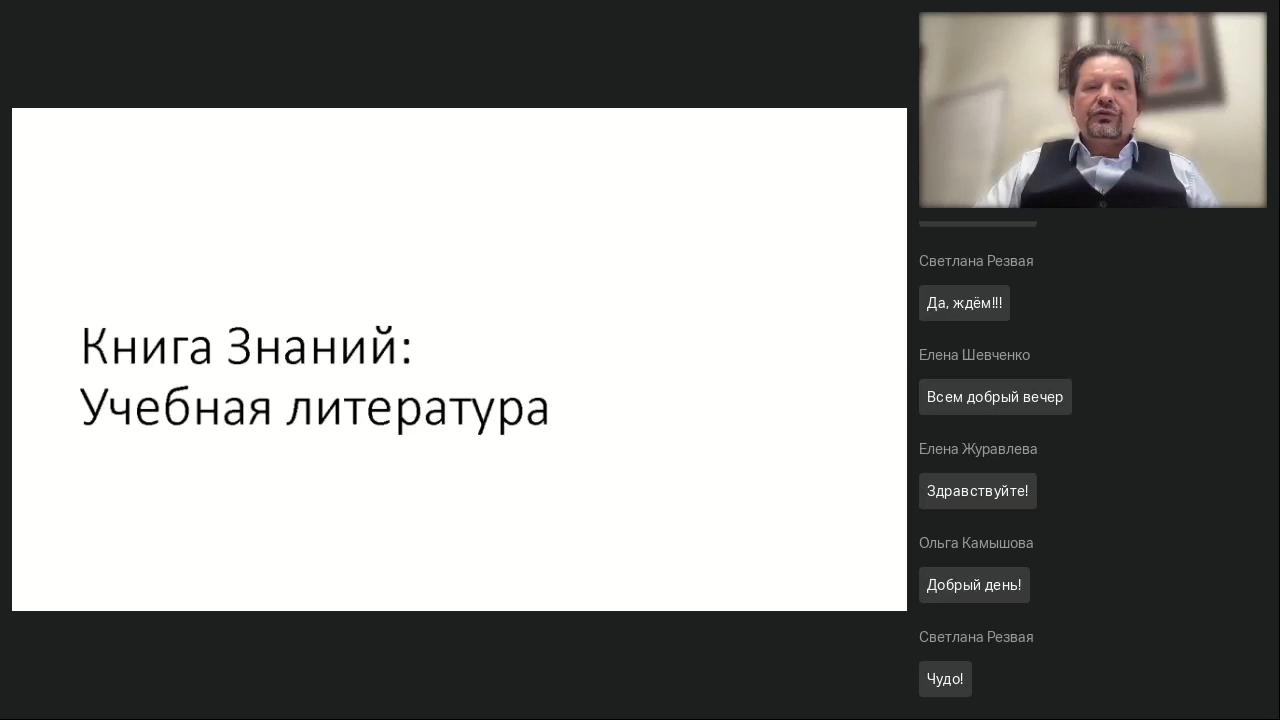 Книга Знаний:
Учебная литература
Светлана Резвая
Да, ждём!!!
Елена Шевченко
Всем добрый вечер
Елена Журавлева
Здравствуйте!
Ольга Камышова
Добрый день!
Светлана Резвая
Чудо!